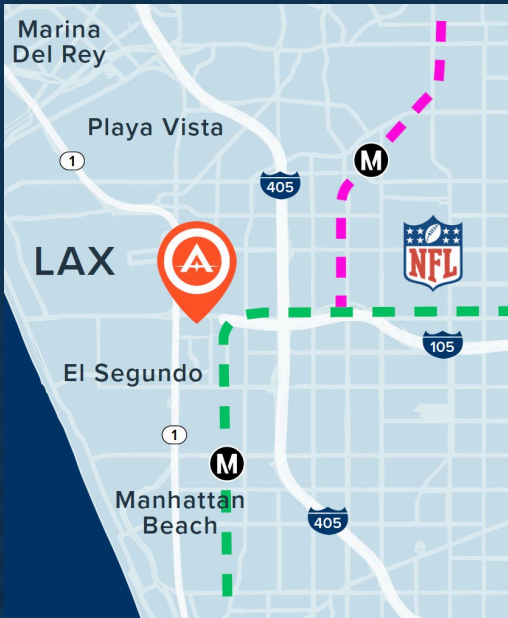 Marina
Del Rey
Playa Vista
1
M
405
LAX
A
NFL
105
El Segundo
1
M
Manhattan
Beach
405